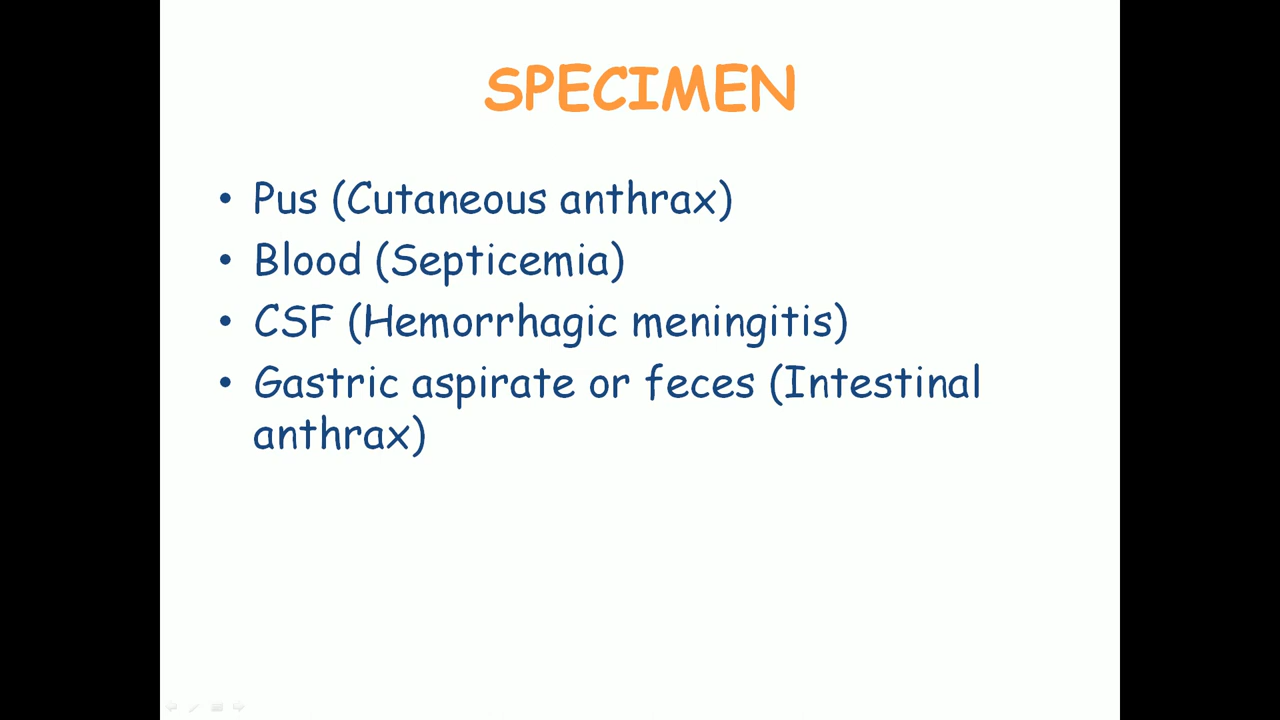 SPECIMEN
• Pus (Cutaneous anthrax)
• Blood (Septicemia)
• CSF (Hemorrhagic meningitis)
• Gastric aspirate or feces (Intestinal
anthrax)